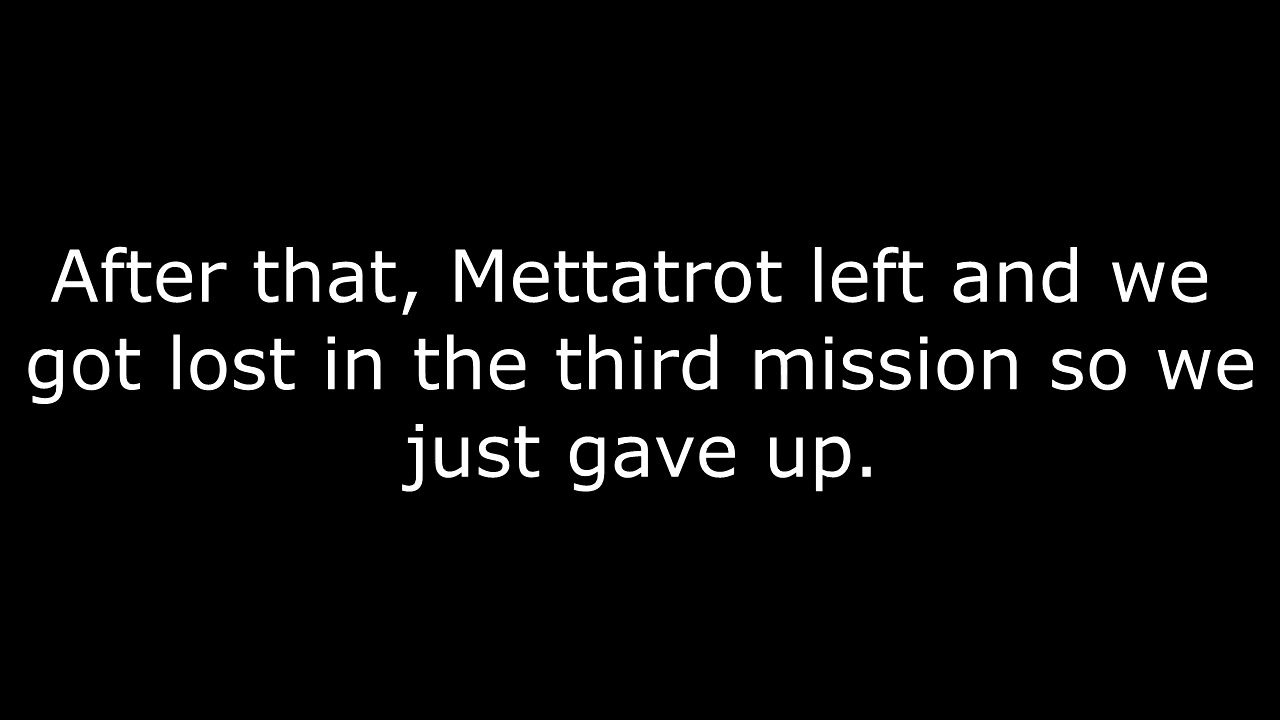 After that, Mettatrot left and we
got lost in the third mission so we
just gave up.